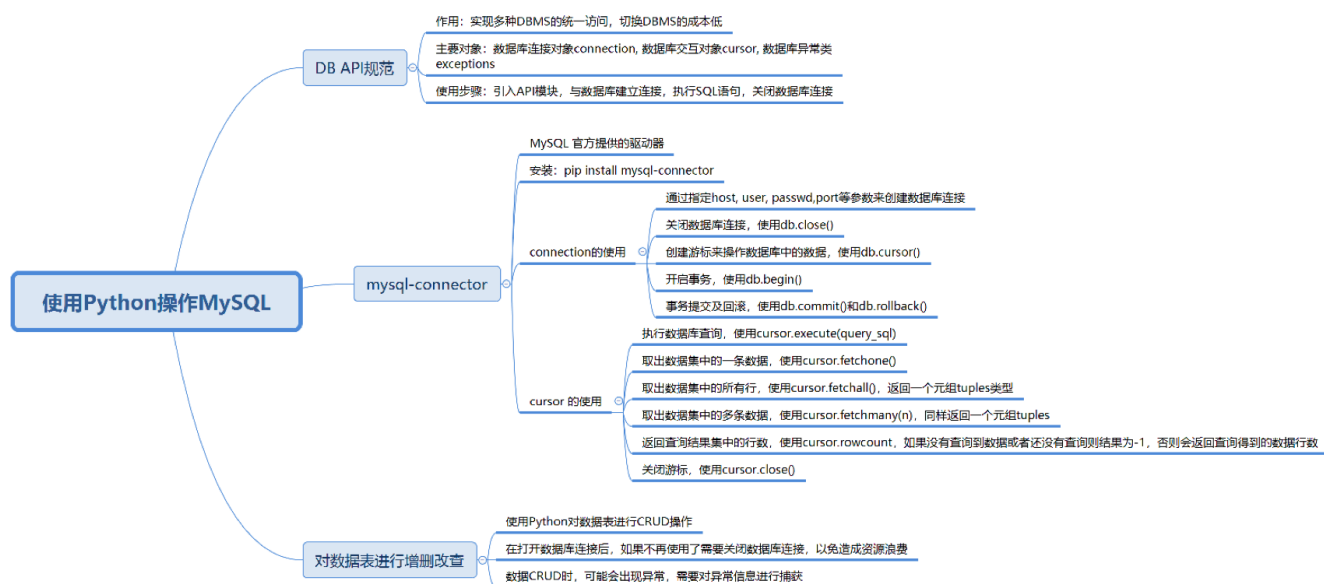 作用：实现多种DBMS的统一访问，切换DBMS的成本低
主要对象：数据库连接对象connection, 数据库交互对象cursor, 数据库异常类
exceptions
DB API规范
使用步骤：引入API模块，与数据库建立连接，执行SQL语句，关闭数据库连接
MySQL 官方提供的驱动器
安装：pip install mysql-connector
通过指定host, user, passwd,port等参数来创建数据库连接
关闭数据库连接，使用db.close()
connection的使用
创建游标来操作数据库中的数据，使用db.cursor()
开启事务，使用db.begin()
mysql-connector
使用Python操作MySQL
事务提交及回滚，使用db.commit()和db.rollback()
执行数据库查询，使用cursor.execute(query_sql)
取出数据集中的一条数据，使用cursor.fetchone()
取出数据集中的所有行，使用cursor.fetchall()，返回一个元组tuples类型
cursor 的使用
取出数据集中的多条数据，使用cursor.fetchmany(n)，同样返回一个元组tuples
返回查询结果集中的行数，使用cursor.rowcount，如果没有查询到数据或者还没有查询则结果为-1，否则会返回查询得到的数据行数
关闭游标，使用cursor.close()
使用Python对数据表进行CRUD操作
对数据表进行增删改查
在打开数据库连接后，如果不再使用了需要关闭数据库连接，以免造成资源浪费
数据CRUD时，可能会出现异常，需要对异常信息进行捕获